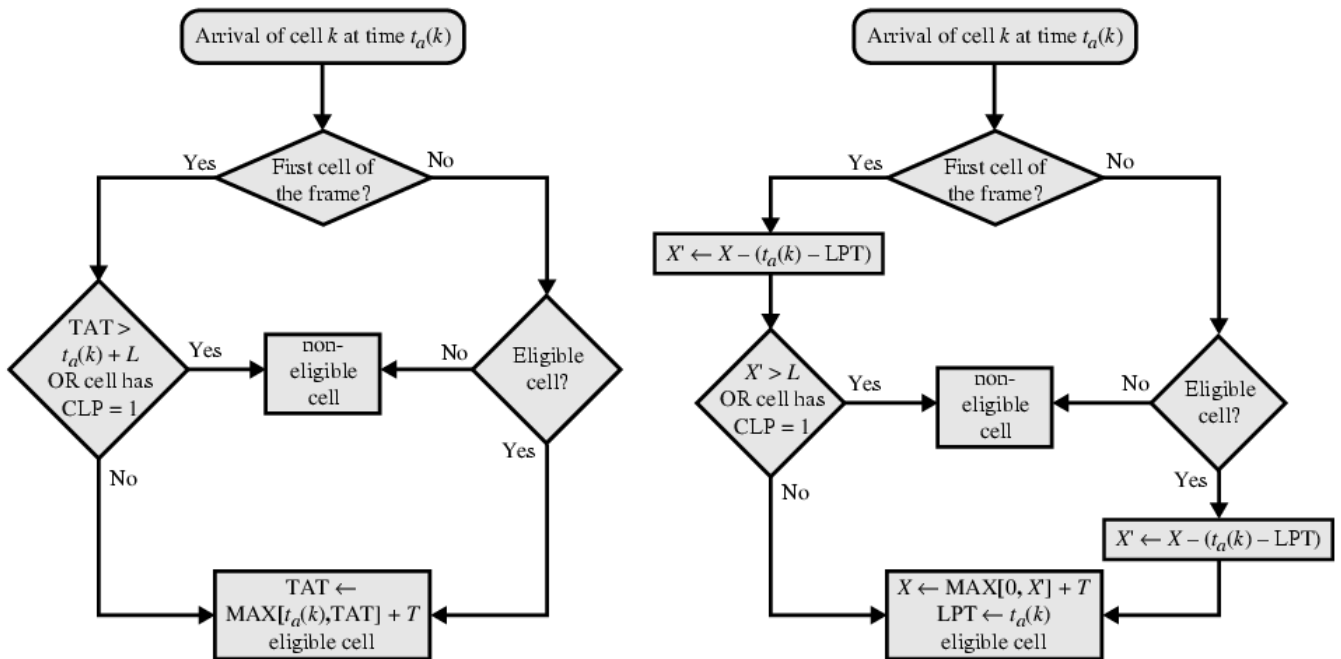 Arrival of cell k at time tₐ(k)
First cell of
the frame?
Yes
No
TAT >
tₐ(k) + L
OR cell has
CLP = 1
Yes
non-
eligible
cell
No
Eligible
cell?
No
Yes
TAT ←
MAX[tₐ(k),TAT] + T
eligible cell
Arrival of cell k at time tₐ(k)
First cell of
the frame?
Yes
No
X' ← X – (tₐ(k) – LPT)
X' > L
OR cell has
CLP = 1
Yes
non-
eligible
cell
No
Eligible
cell?
No
Yes
X' ← X – (tₐ(k) – LPT)
X ← MAX[0, X'] + T
LPT ← tₐ(k)
eligible cell